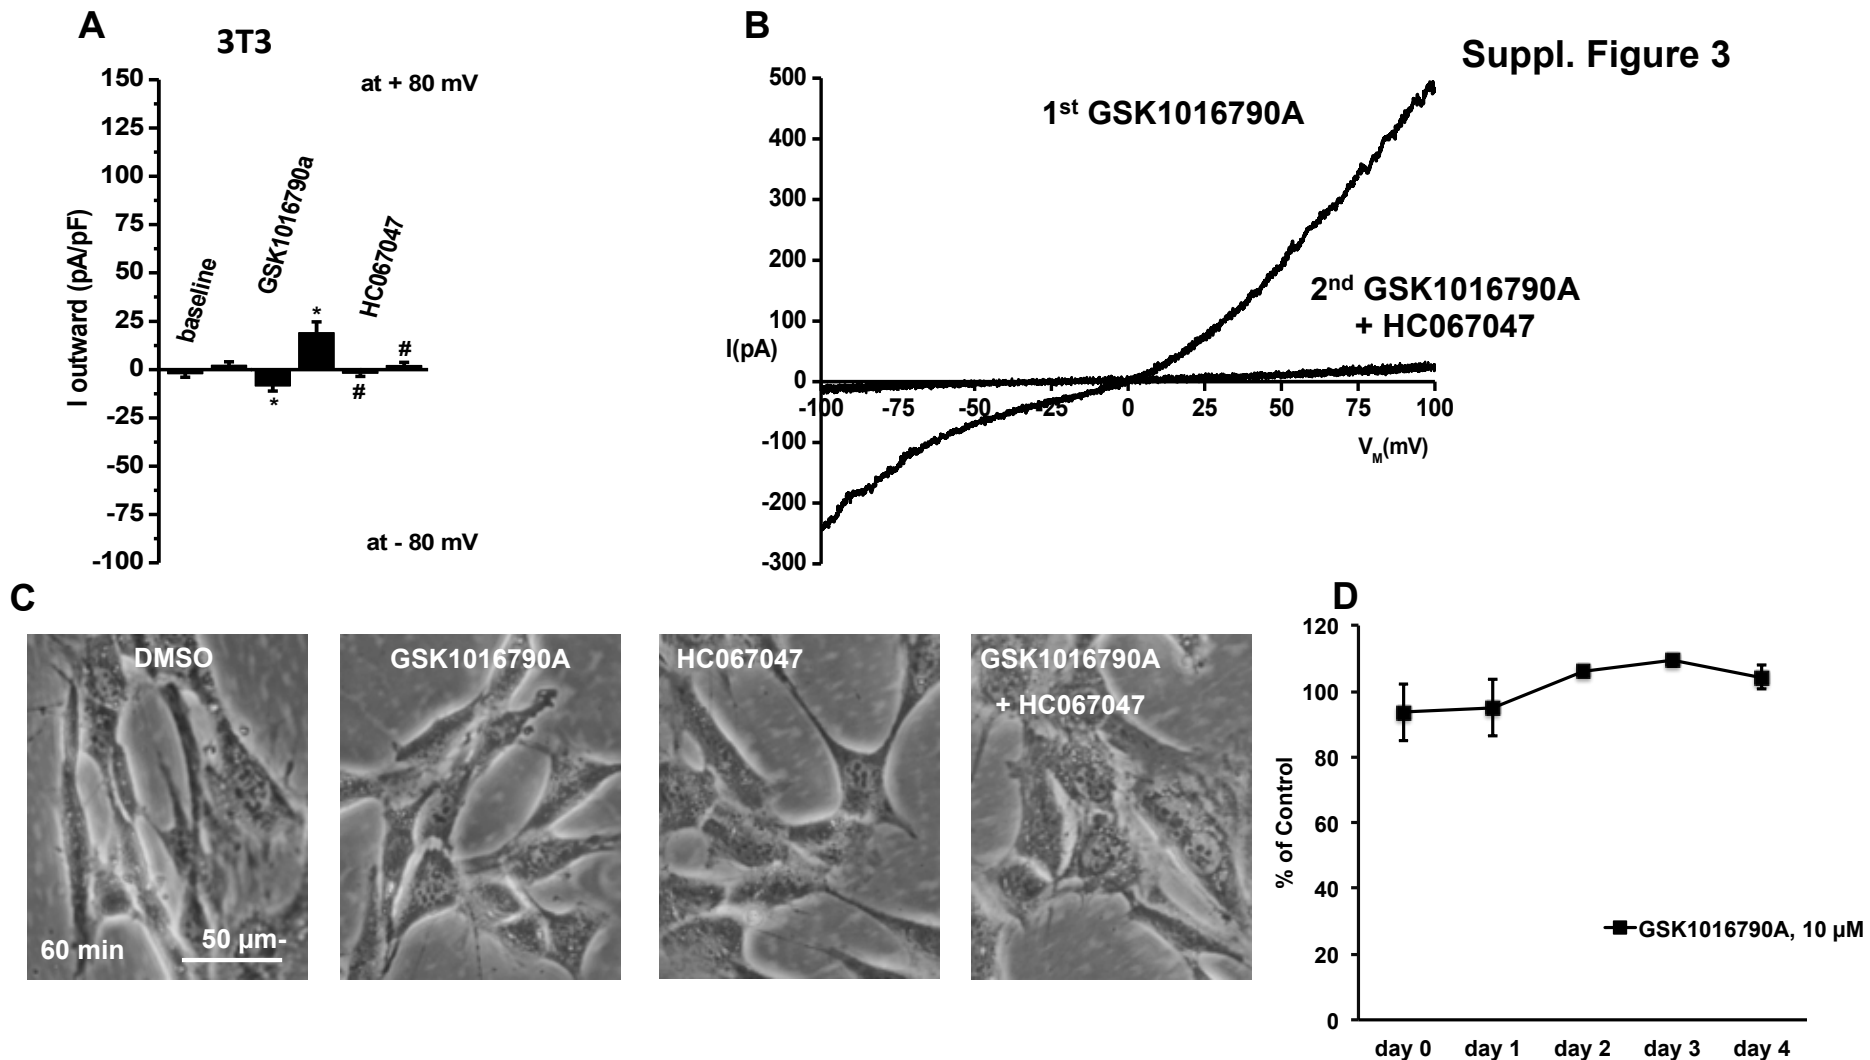 Suppl. Figure 3
A
3T3
I outward (pA/pF)
150
125
100
75
50
25
0
-25
-50
-75
-100
at + 80 mV
baseline
GSK1016790a
HC067047
*
*
#
#
at - 80 mV
B
I(pA)
500
400
300
200
100
0
-100
-200
-300
-100
-75
-50
-25
0
25
50
75
100
VM(mV)
1st GSK1016790A
2nd GSK1016790A
+ HC067047
C
DMSO
60 min
50 µm-
GSK1016790A
HC067047
GSK1016790A
+ HC067047
D
% of Control
120
100
80
60
40
20
0
GSK1016790A, 10 µM
day 0
day 1
day 2
day 3
day 4